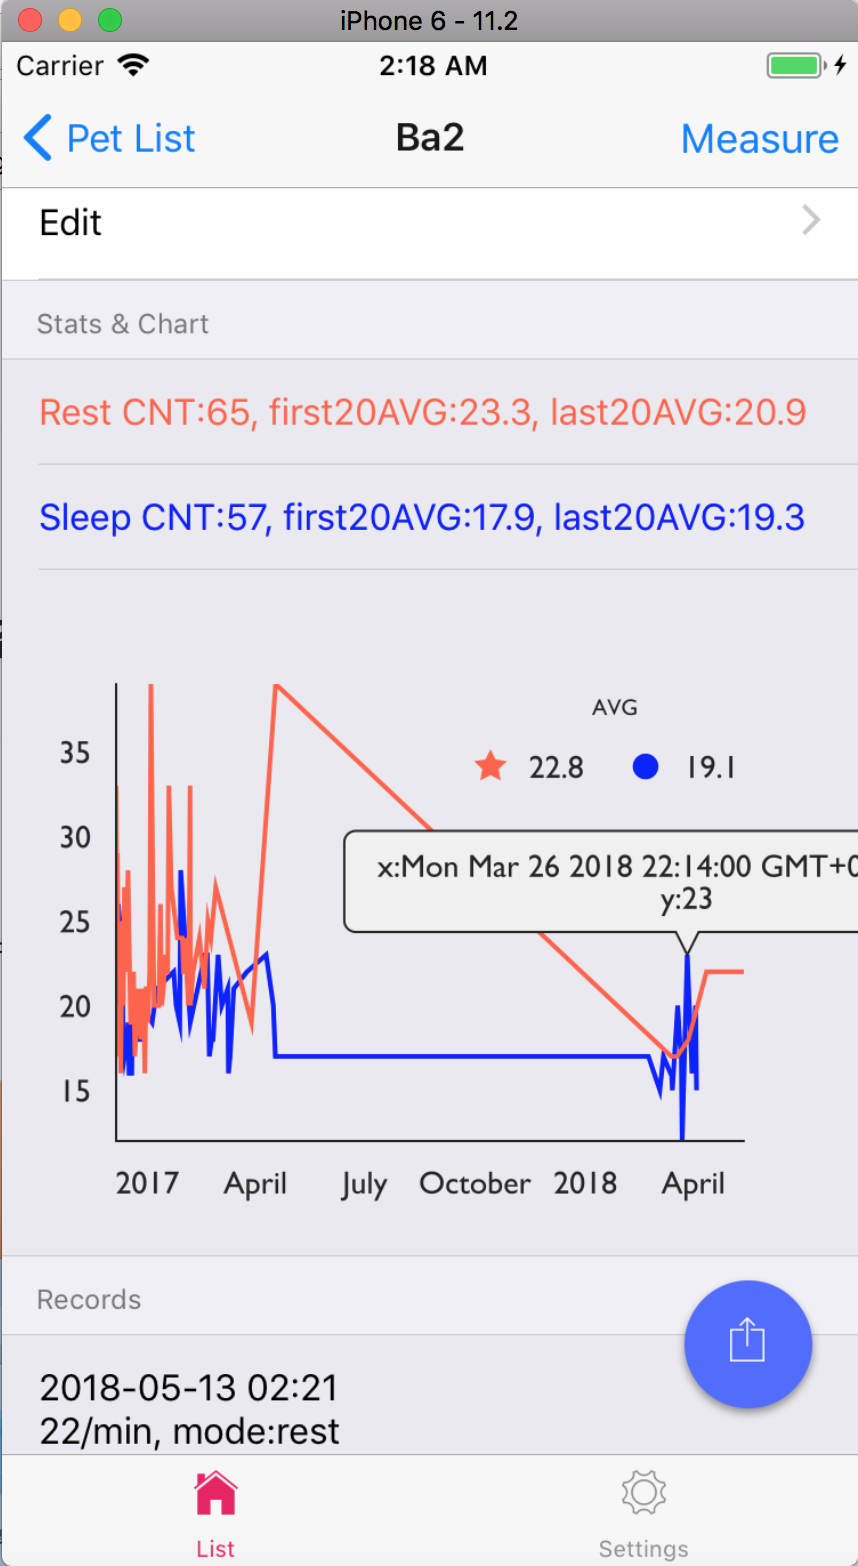 iPhone 6 - 11.2
Carrier 2:18 AM
Pet List Ba2 Measure
Edit
Stats & Chart
Rest CNT:65, first20AVG:23.3, last20AVG:20.9
Sleep CNT:57, first20AVG:17.9, last20AVG:19.3
AVG
22.8 19.1
35
30
25
20
15
x:Mon Mar 26 2018 22:14:00 GMT+0
y:23
2017 April July October 2018 April
Records
2018-05-13 02:21
22/min, mode:rest
List Settings